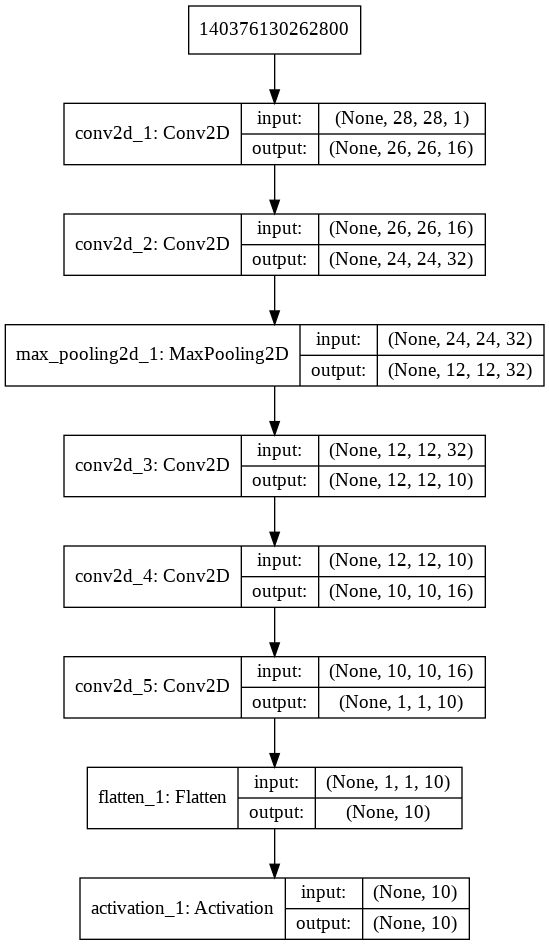 140376130262800
conv2d_1: Conv2D
input:
(None, 28, 28, 1)
output:
(None, 26, 26, 16)
conv2d_2: Conv2D
input:
(None, 26, 26, 16)
output:
(None, 24, 24, 32)
max_pooling2d_1: MaxPooling2D
input:
(None, 24, 24, 32)
output:
(None, 12, 12, 32)
conv2d_3: Conv2D
input:
(None, 12, 12, 32)
output:
(None, 12, 12, 10)
conv2d_4: Conv2D
input:
(None, 12, 12, 10)
output:
(None, 10, 10, 16)
conv2d_5: Conv2D
input:
(None, 10, 10, 16)
output:
(None, 1, 1, 10)
flatten_1: Flatten
input:
(None, 1, 1, 10)
output:
(None, 10)
activation_1: Activation
input:
(None, 10)
output:
(None, 10)